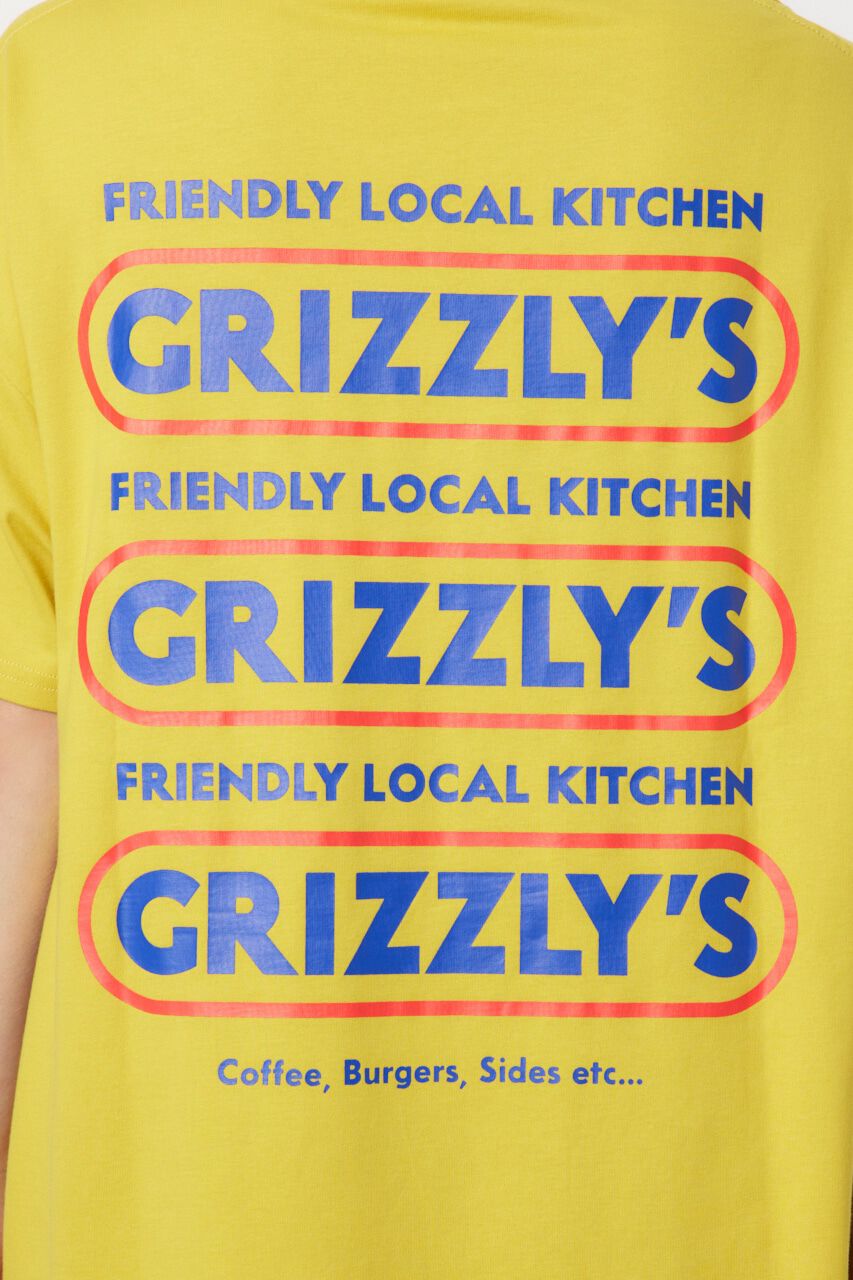 FRIENDLY LOCAL KITCHEN
GRIZZLY'S
FRIENDLY LOCAL KITCHEN
GRIZZLY'S
FRIENDLY LOCAL KITCHEN
GRIZZLY'S
Coffee, Burgers, Sides etc...